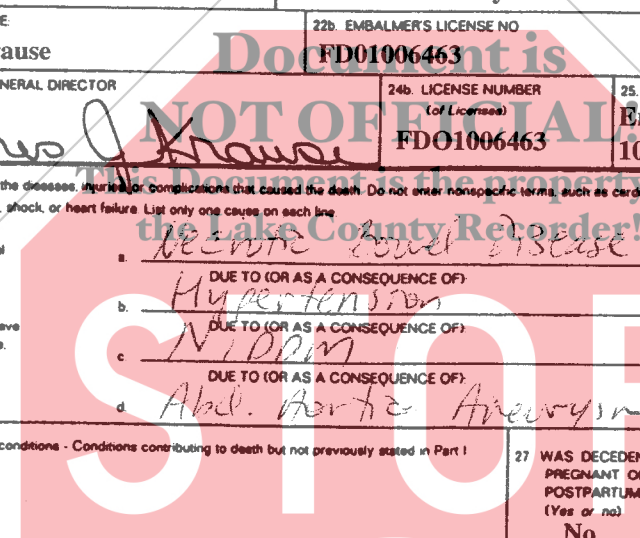 E:
22b. EMBALMER'S LICENSE NO
ause
FD01006463
Document is
NERAL DIRECTOR
24b. LICENSE NUMBER
(of Licensee)
25.
NOT OFFICIAL!
FDO1006463
10
Krause
This Document is the property
the diseases, injuries or complications that caused the death. Do not enter nonspecific terms, such as card
, shock, or heart failure. List only one cause on each line.
the Lake County Recorder!
a. Necrotic Bowel Disease
DUE TO (OR AS A CONSEQUENCE OF):
b. Hypertension
DUE TO (OR AS A CONSEQUENCE OF):
c NIDDM
DUE TO (OR AS A CONSEQUENCE OF):
d. Abd. Aortic Aneurysm
conditions - Conditions contributing to death but not previously stated in Part I
27 WAS DECEDEN
PREGNANT O
POSTPARTUM
(Yes or no)
No
STOP